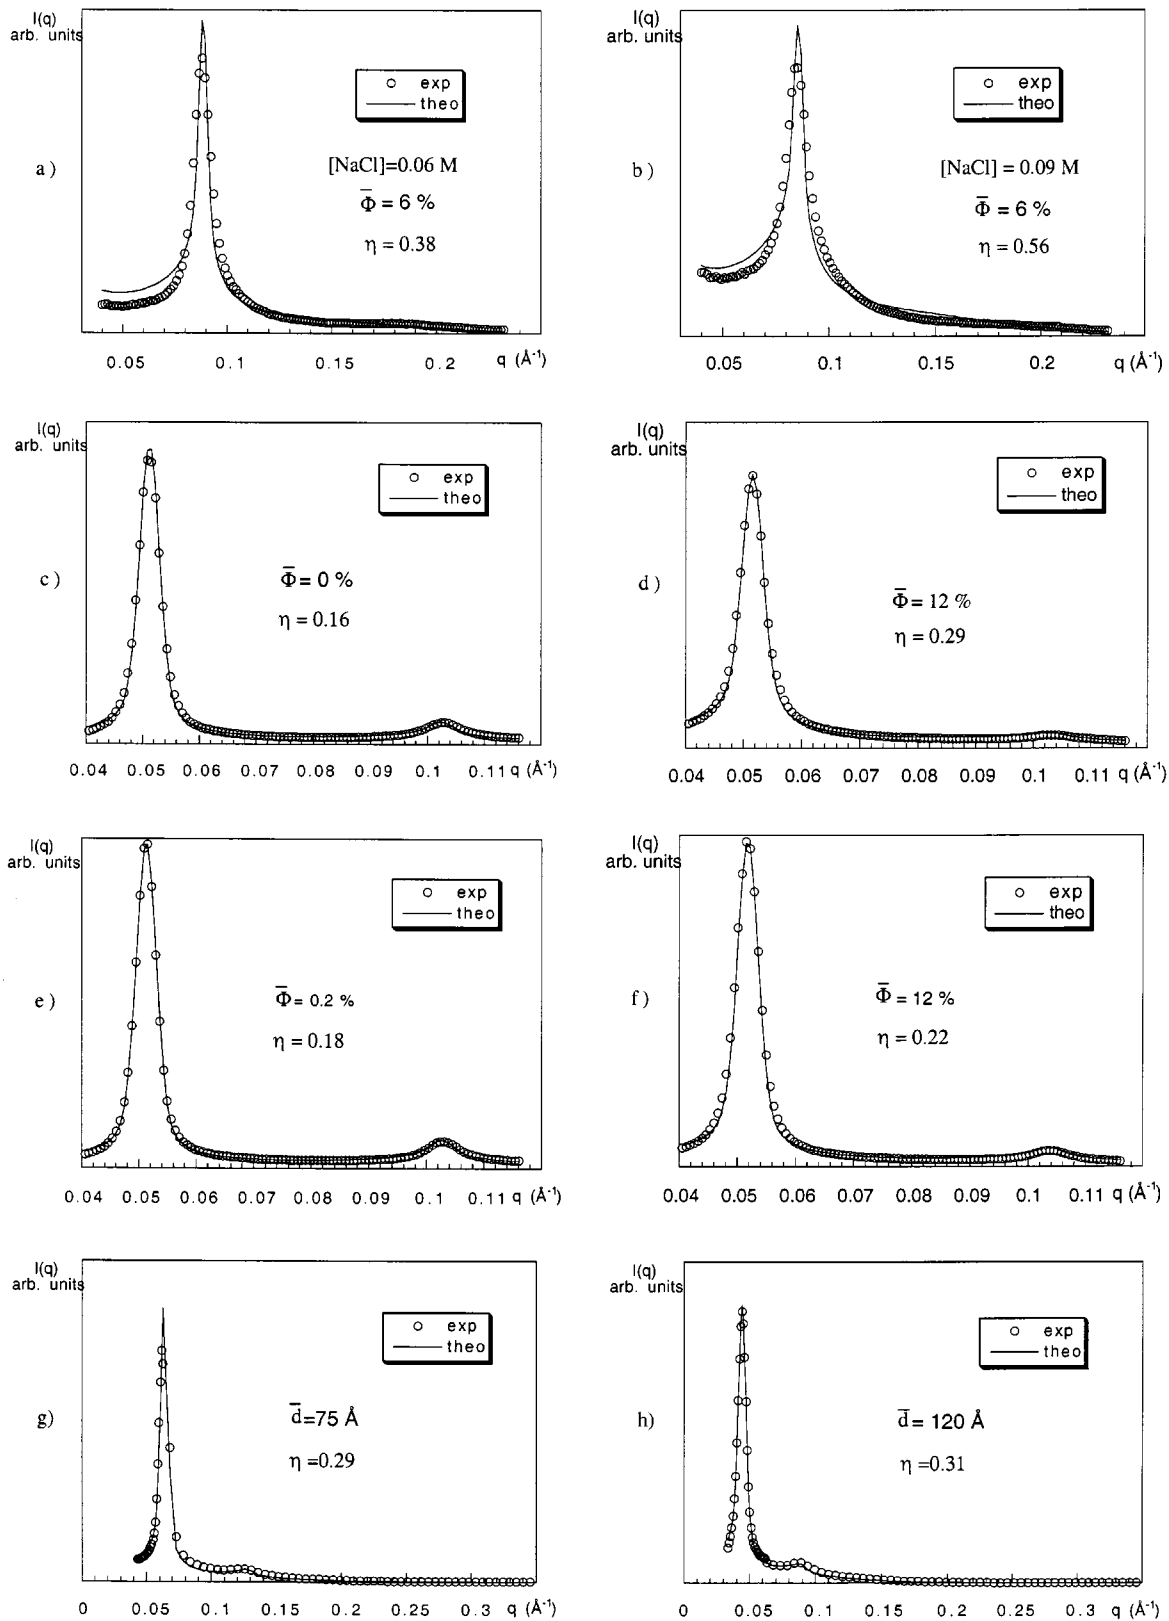 I(q)
arb. units
exp
theo
a )
[NaCl]=0.06 M
Φ̄ = 6 %
η = 0.38
0.05 0.1 0.15 0.2 q (Å⁻¹)
I(q)
arb. units
exp
theo
b )
[NaCl] = 0.09 M
Φ̄ = 6 %
η = 0.56
0.05 0.1 0.15 0.2 q (Å⁻¹)
I(q)
arb. units
exp
theo
c )
Φ̄ = 0 %
η = 0.16
0.04 0.05 0.06 0.07 0.08 0.09 0.1 0.11 q (Å⁻¹)
I(q)
arb. units
exp
theo
d )
Φ̄ = 12 %
η = 0.29
0.04 0.05 0.06 0.07 0.08 0.09 0.1 0.11 q (Å⁻¹)
I(q)
arb. units
exp
theo
e )
Φ̄ = 0.2 %
η = 0.18
0.04 0.05 0.06 0.07 0.08 0.09 0.1 0.11 q (Å⁻¹)
I(q)
arb. units
exp
theo
f )
Φ̄ = 12 %
η = 0.22
0.04 0.05 0.06 0.07 0.08 0.09 0.1 0.11 q (Å⁻¹)
I(q)
arb. units
exp
theo
g)
d̄ =75 Å
η =0.29
0 0.05 0.1 0.15 0.2 0.25 0.3 q (Å⁻¹)
I(q)
arb. units
exp
theo
h)
d̄ = 120 Å
η =0.31
0 0.05 0.1 0.15 0.2 0.25 0.3 q (Å⁻¹)